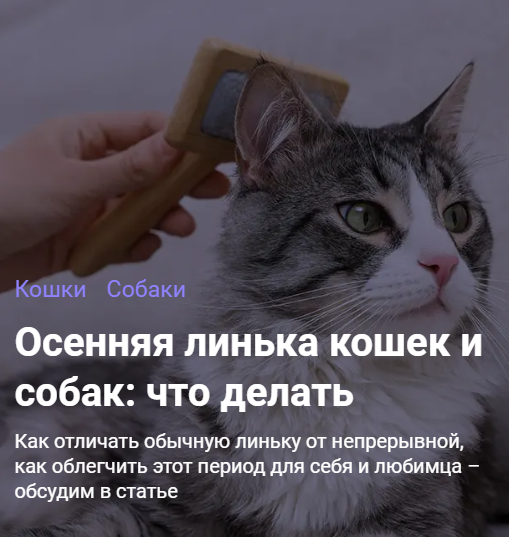 Кошки Собаки
Осенняя линька кошек и
собак: что делать
Как отличать обычную линьку от непрерывной,
как облегчить этот период для себя и любимца –
обсудим в статье